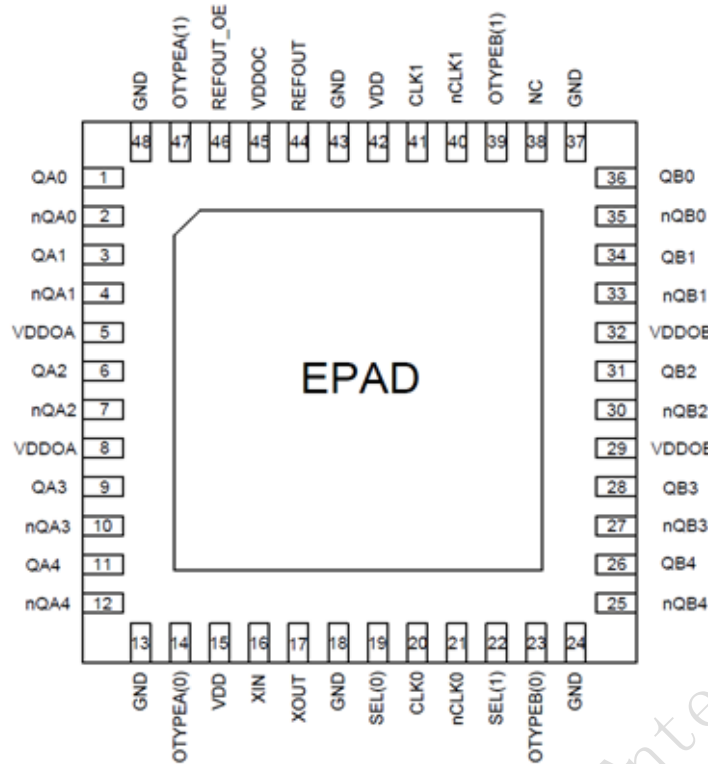 GND
OTYPEA(1)
REFOUT_OE
VDDOC
REFOUT
GND
VDD
CLK1
nCLK1
OTYPEB(1)
NC
GND
48 47 46 45 44 43 42 41 40 39 38 37
QA0 1 36 QB0
nQA0 2 35 nQB0
QA1 3 34 QB1
nQA1 4 33 nQB1
VDDOA 5 32 VDDOB
QA2 6 31 QB2
EPAD
nQA2 7 30 nQB2
VDDOA 8 29 VDDOB
QA3 9 28 QB3
nQA3 10 27 nQB3
QA4 11 26 QB4
nQA4 12 25 nQB4
13 14 15 16 17 18 19 20 21 22 23 24
GND
OTYPEA(0)
VDD
XIN
XOUT
GND
SEL(0)
CLK0
nCLK0
SEL(1)
OTYPEB(0)
GND